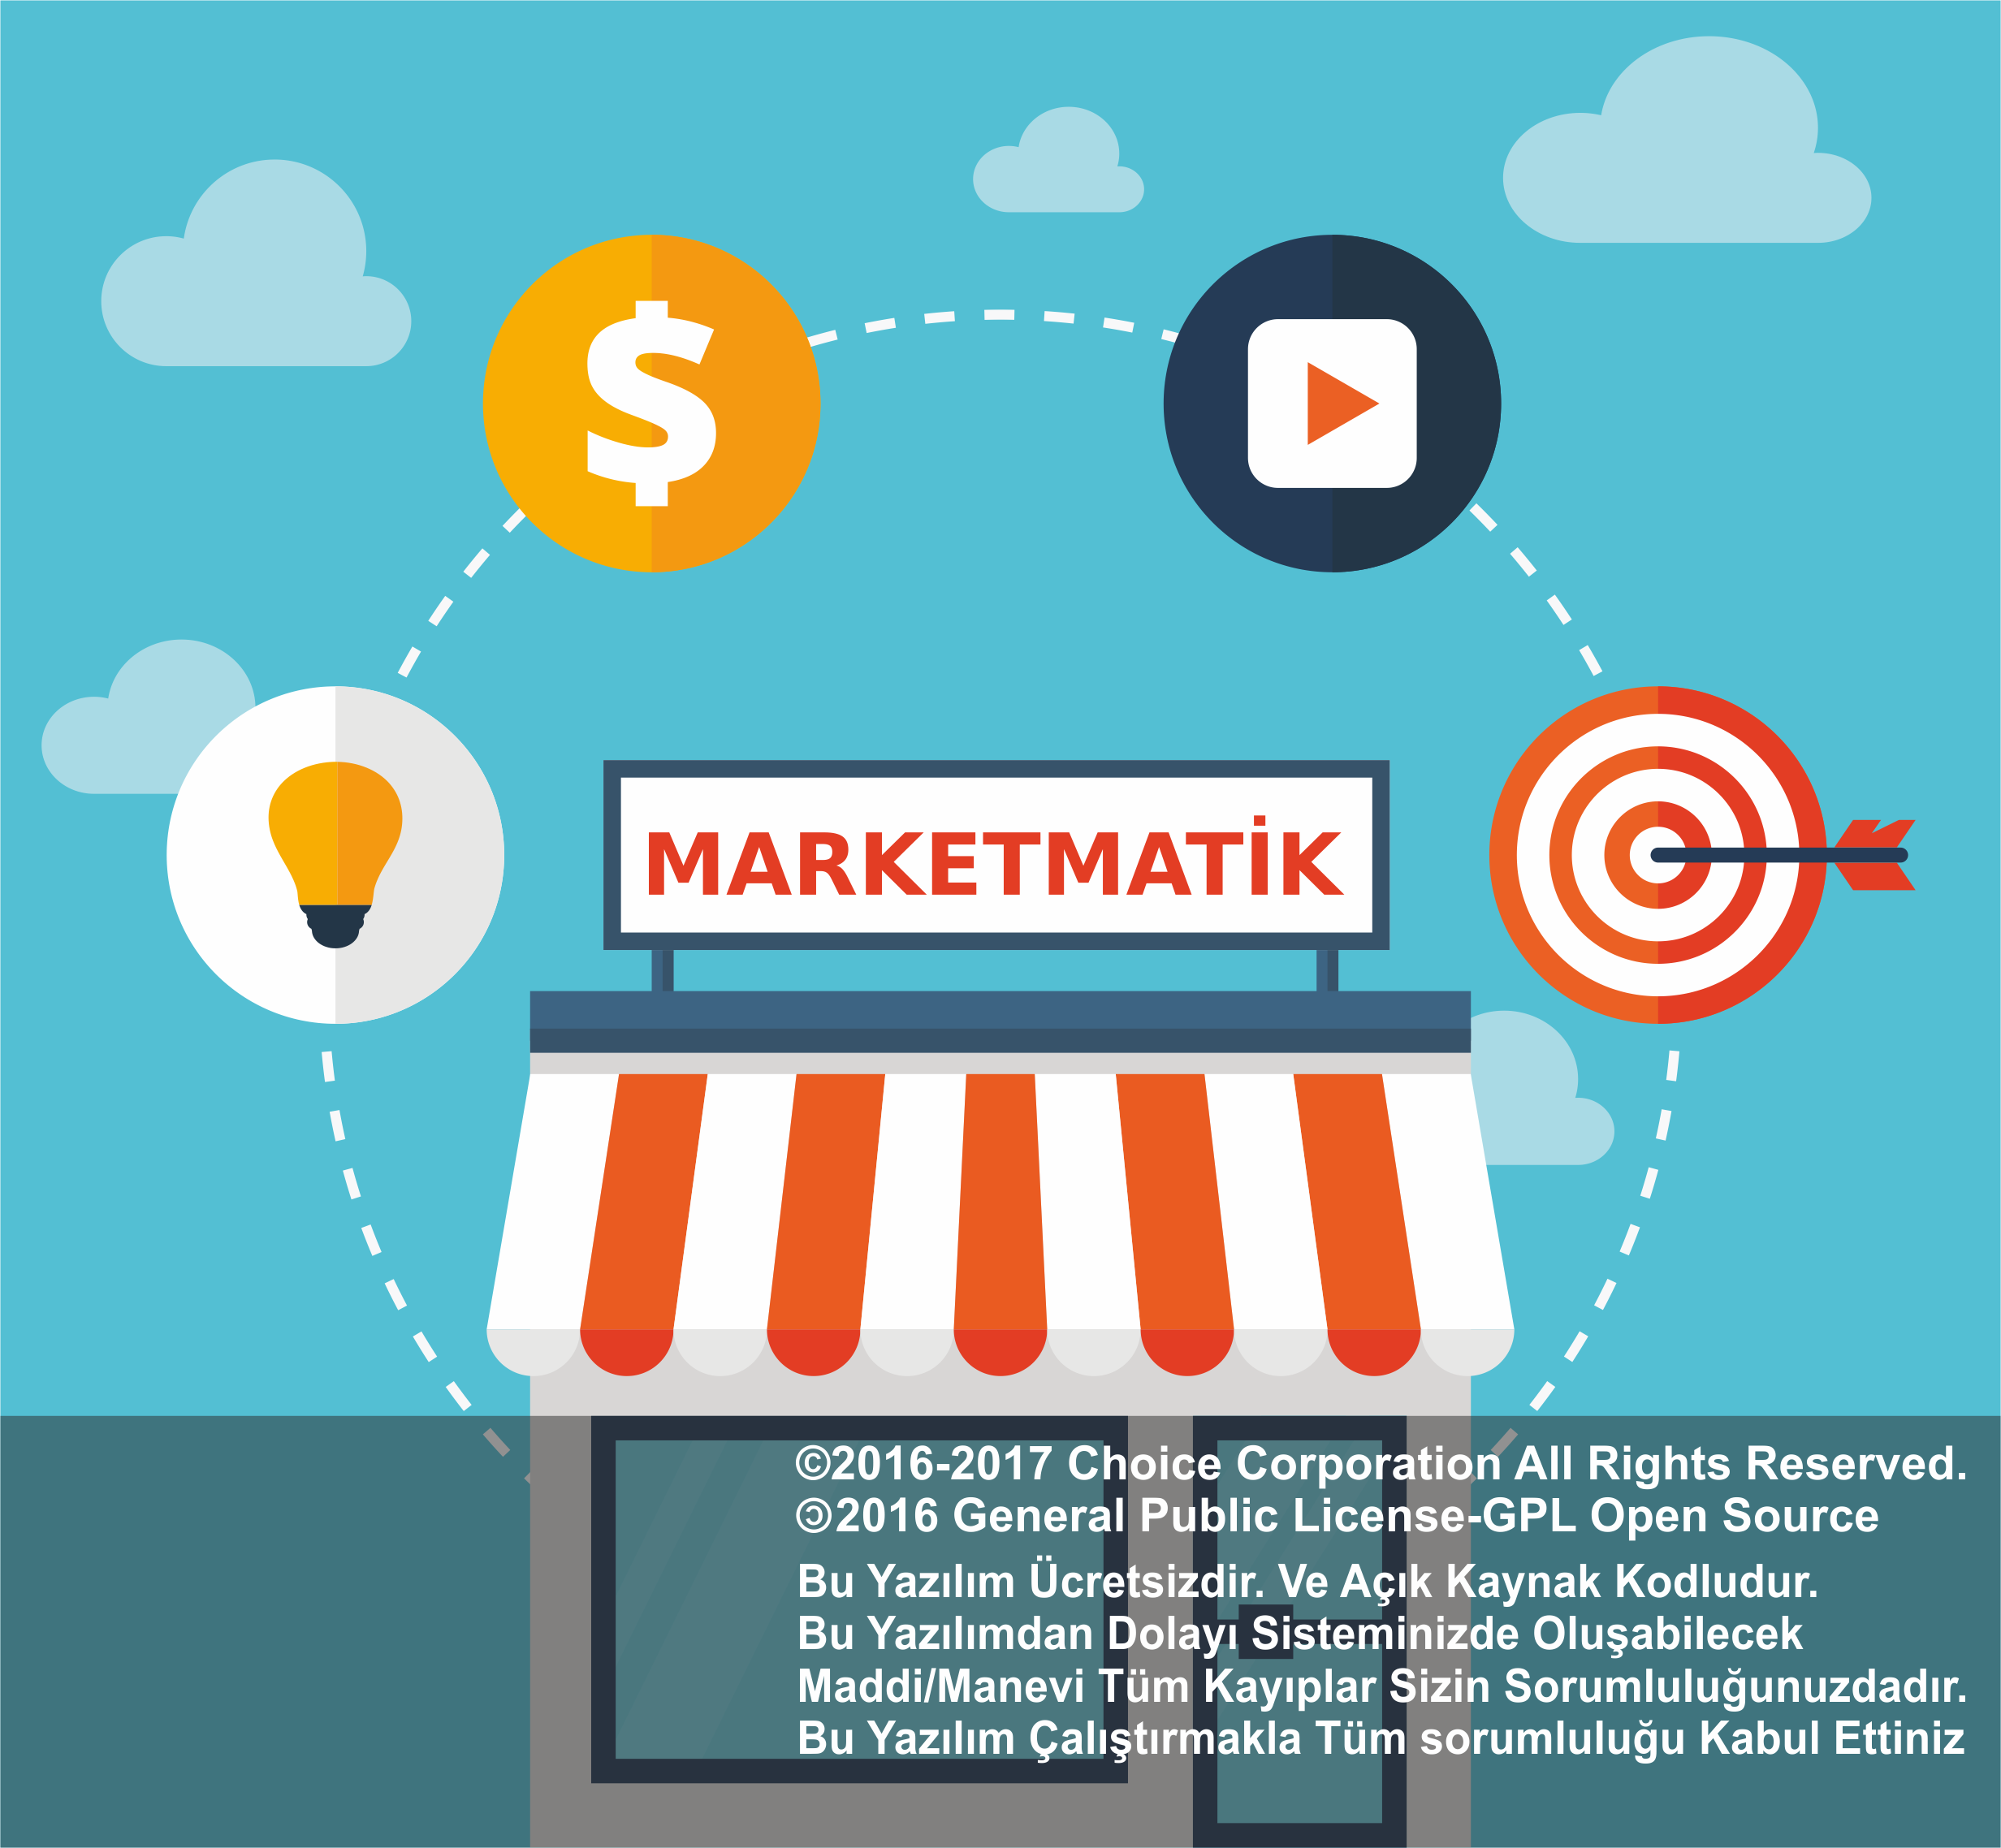 MARKETMATİK
©2016-2017 Choice Corporation All Rights Reserved.
🄯2016 General Public License-GPL Open Source
Bu Yazılım Ücretsizdir. Ve Açık Kaynak Kodludur.
Bu Yazılımdan Dolayı Sisteminizde Oluşabilecek
Maddi/Manevi Tüm Kayıplar Sizin Sorumluluğunuzdadır.
Bu Yazılım Çalıştırmakla Tüm sorumluluğu Kabul Ettiniz